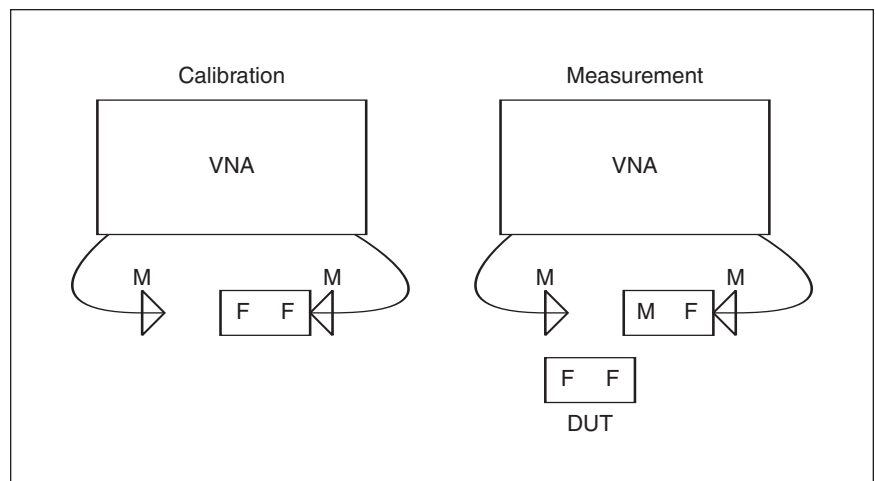 Calibration
Measurement
VNA
VNA
M
M
M
M
F F
M F
F F
DUT